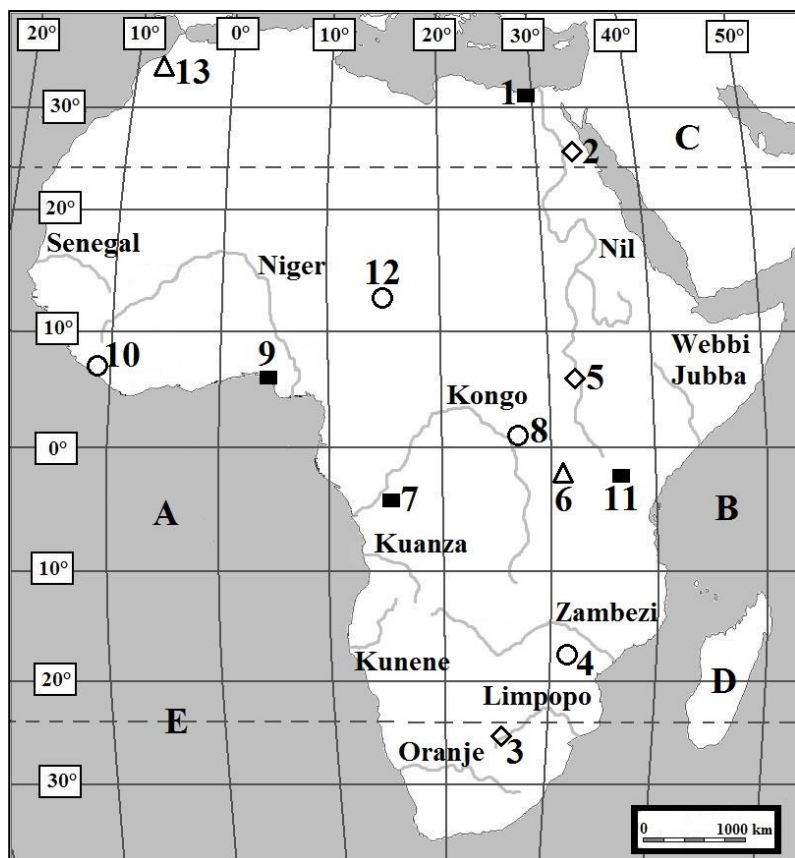 20° 10° 0° 10° 20° 30° 40° 50°
13
1
30°
C
2
20°
Senegal
Nil
Niger
12
10°
10
9
Webbi
Jubba
5
Kongo
8
0°
6
11
7
A
B
Kuanza
10°
Zambezi
4
Kunene
D
20°
Limpopo
E
Oranje
3
30°
0 1000 km